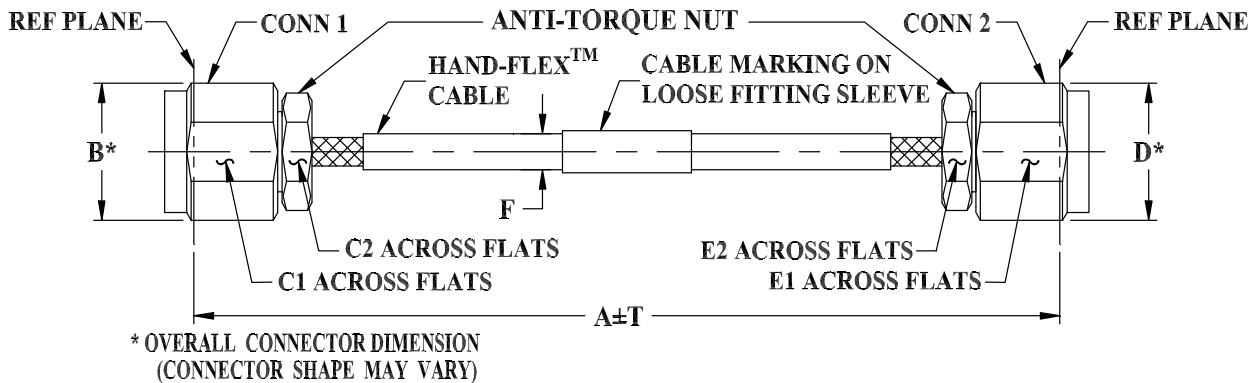 REF PLANE
CONN 1
ANTI-TORQUE NUT
CONN 2
REF PLANE
HAND-FLEX™
CABLE
CABLE MARKING ON
LOOSE FITTING SLEEVE
B*
D*
F
C2 ACROSS FLATS
E2 ACROSS FLATS
C1 ACROSS FLATS
E1 ACROSS FLATS
A±T
* OVERALL CONNECTOR DIMENSION
(CONNECTOR SHAPE MAY VARY)